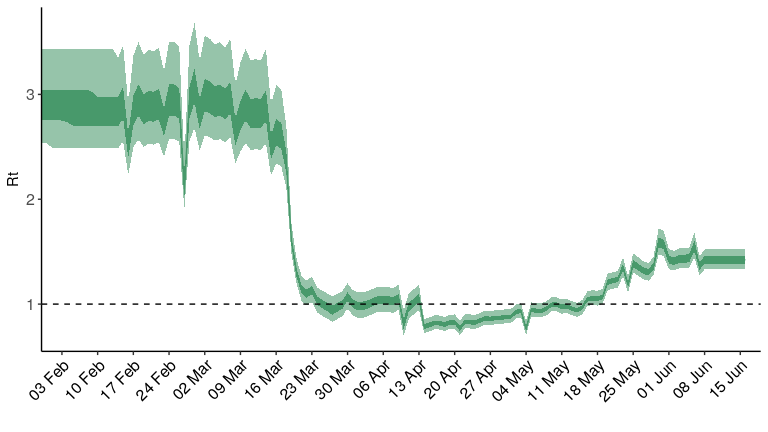 3
2
1
Rt
03 Feb
10 Feb
17 Feb
24 Feb
02 Mar
09 Mar
16 Mar
23 Mar
30 Mar
06 Apr
13 Apr
20 Apr
27 Apr
04 May
11 May
18 May
25 May
01 Jun
08 Jun
15 Jun